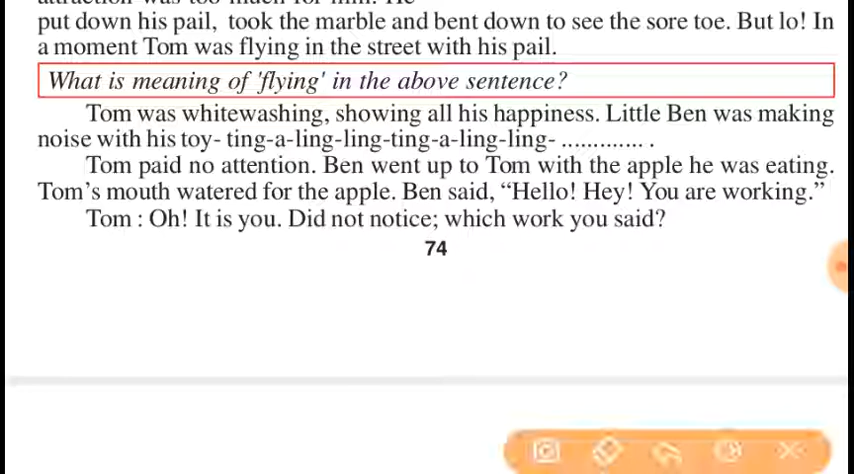 put down his pail, took the marble and bent down to see the sore toe. But lo! In
a moment Tom was flying in the street with his pail.
What is meaning of 'flying' in the above sentence?
Tom was whitewashing, showing all his happiness. Little Ben was making
noise with his toy- ting-a-ling-ling-ting-a-ling-ling- ............. .
Tom paid no attention. Ben went up to Tom with the apple he was eating.
Tom’s mouth watered for the apple. Ben said, “Hello! Hey! You are working.”
Tom : Oh! It is you. Did not notice; which work you said?
74